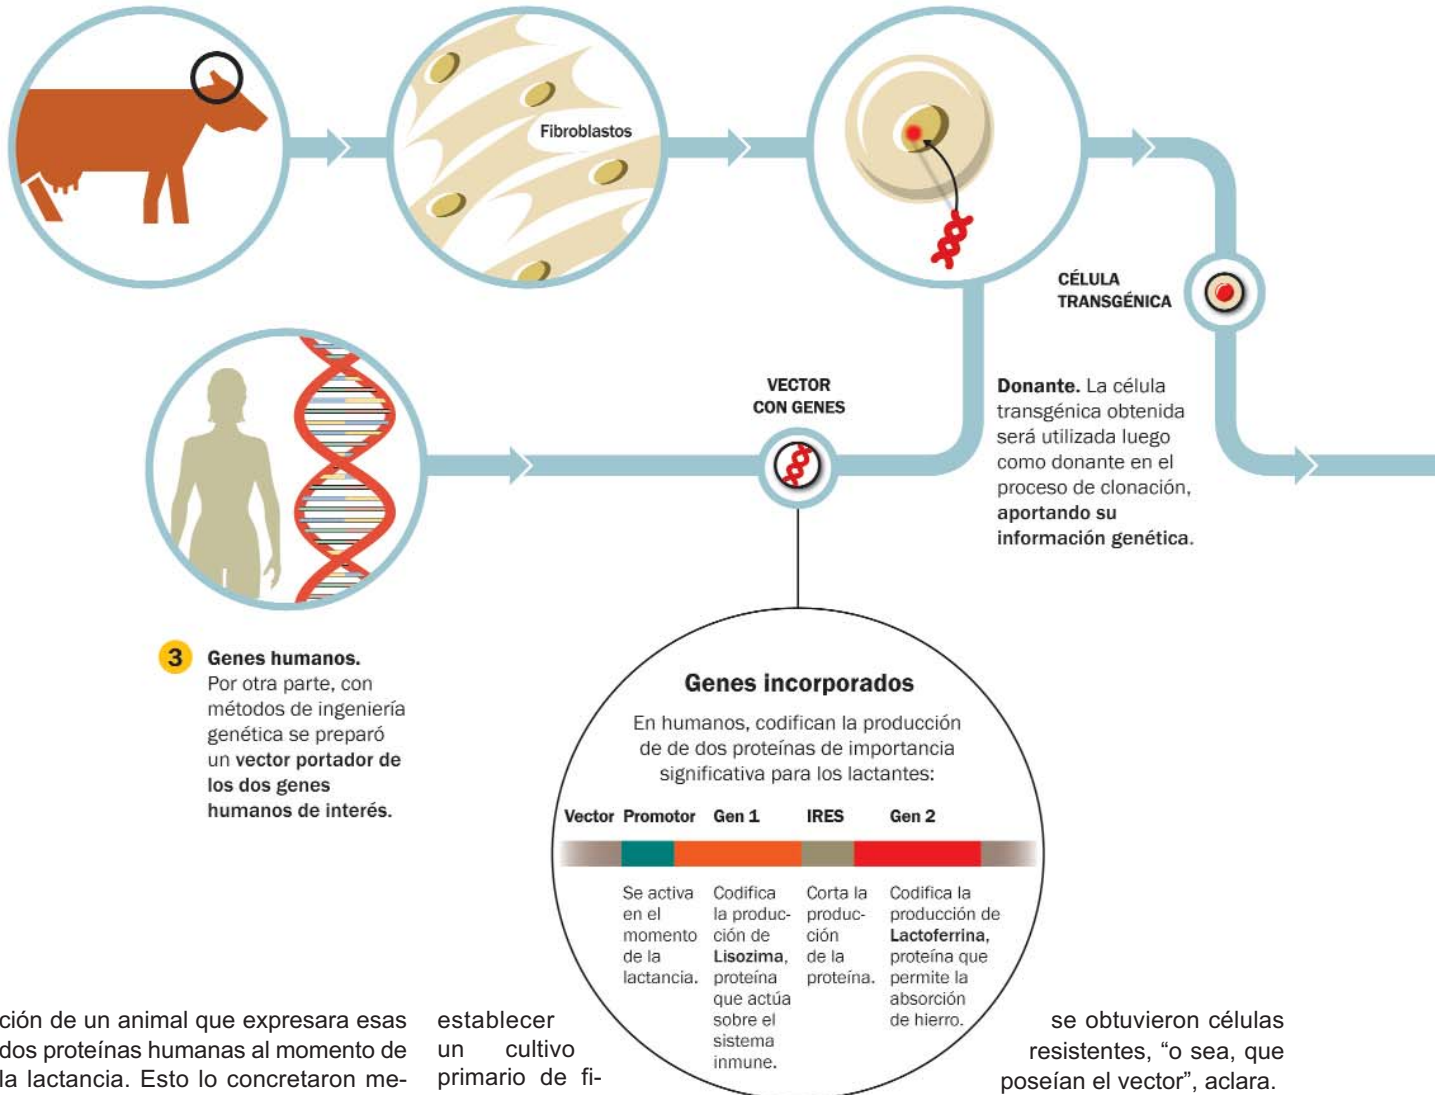 Fibroblastos
CÉLULA
TRANSGÉNICA
VECTOR
CON GENES
Donante. La célula
transgénica obtenida
será utilizada luego
como donante en el
proceso de clonación,
aportando su
información genética.
3 Genes humanos.
Por otra parte, con
métodos de ingeniería
genética se preparó
un vector portador de
los dos genes
humanos de interés.
Genes incorporados
En humanos, codifican la producción
de de dos proteínas de importancia
significativa para los lactantes:
Vector Promotor Gen 1 IRES Gen 2
Se activa
en el
momento
de la
lactancia.
Codifica
la produc-
ción de
Lisozima,
proteína
que actúa
sobre el
sistema
inmune.
Corta la
produc-
ción
de la
proteína.
Codifica la
producción de
Lactoferrina,
proteína que
permite la
absorción
de hierro.
ción de un animal que expresara esas
dos proteínas humanas al momento de
la lactancia. Esto lo concretaron me-
establecer
un cultivo
primario de fi-
se obtuvieron células
resistentes, “o sea, que
poseían el vector”, aclara.